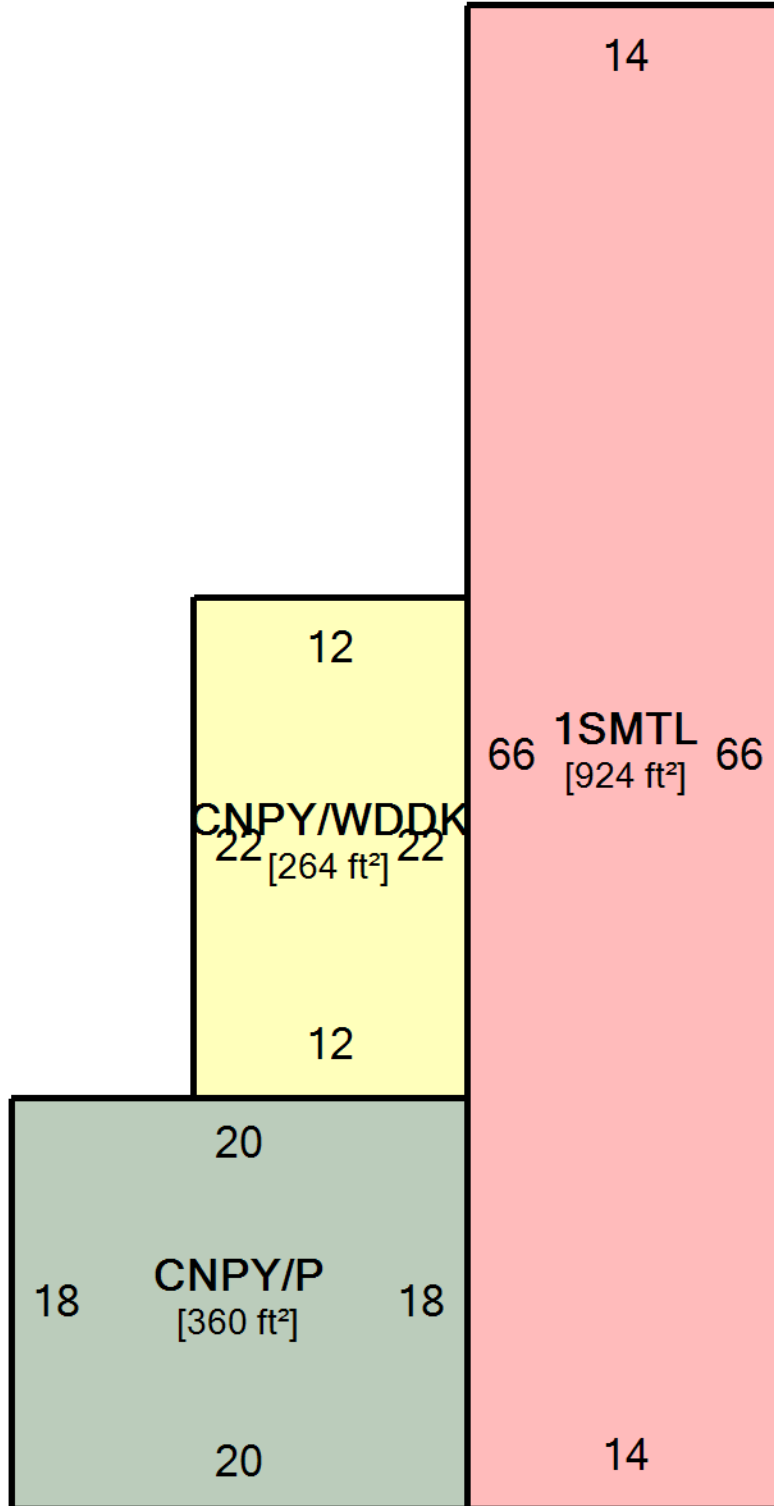 14
12
66 1SMTL 66
[924 ft²]
CNPY/WDDK
22 22
[264 ft²]
12
20
CNPY/P
18 18
[360 ft²]
20
14